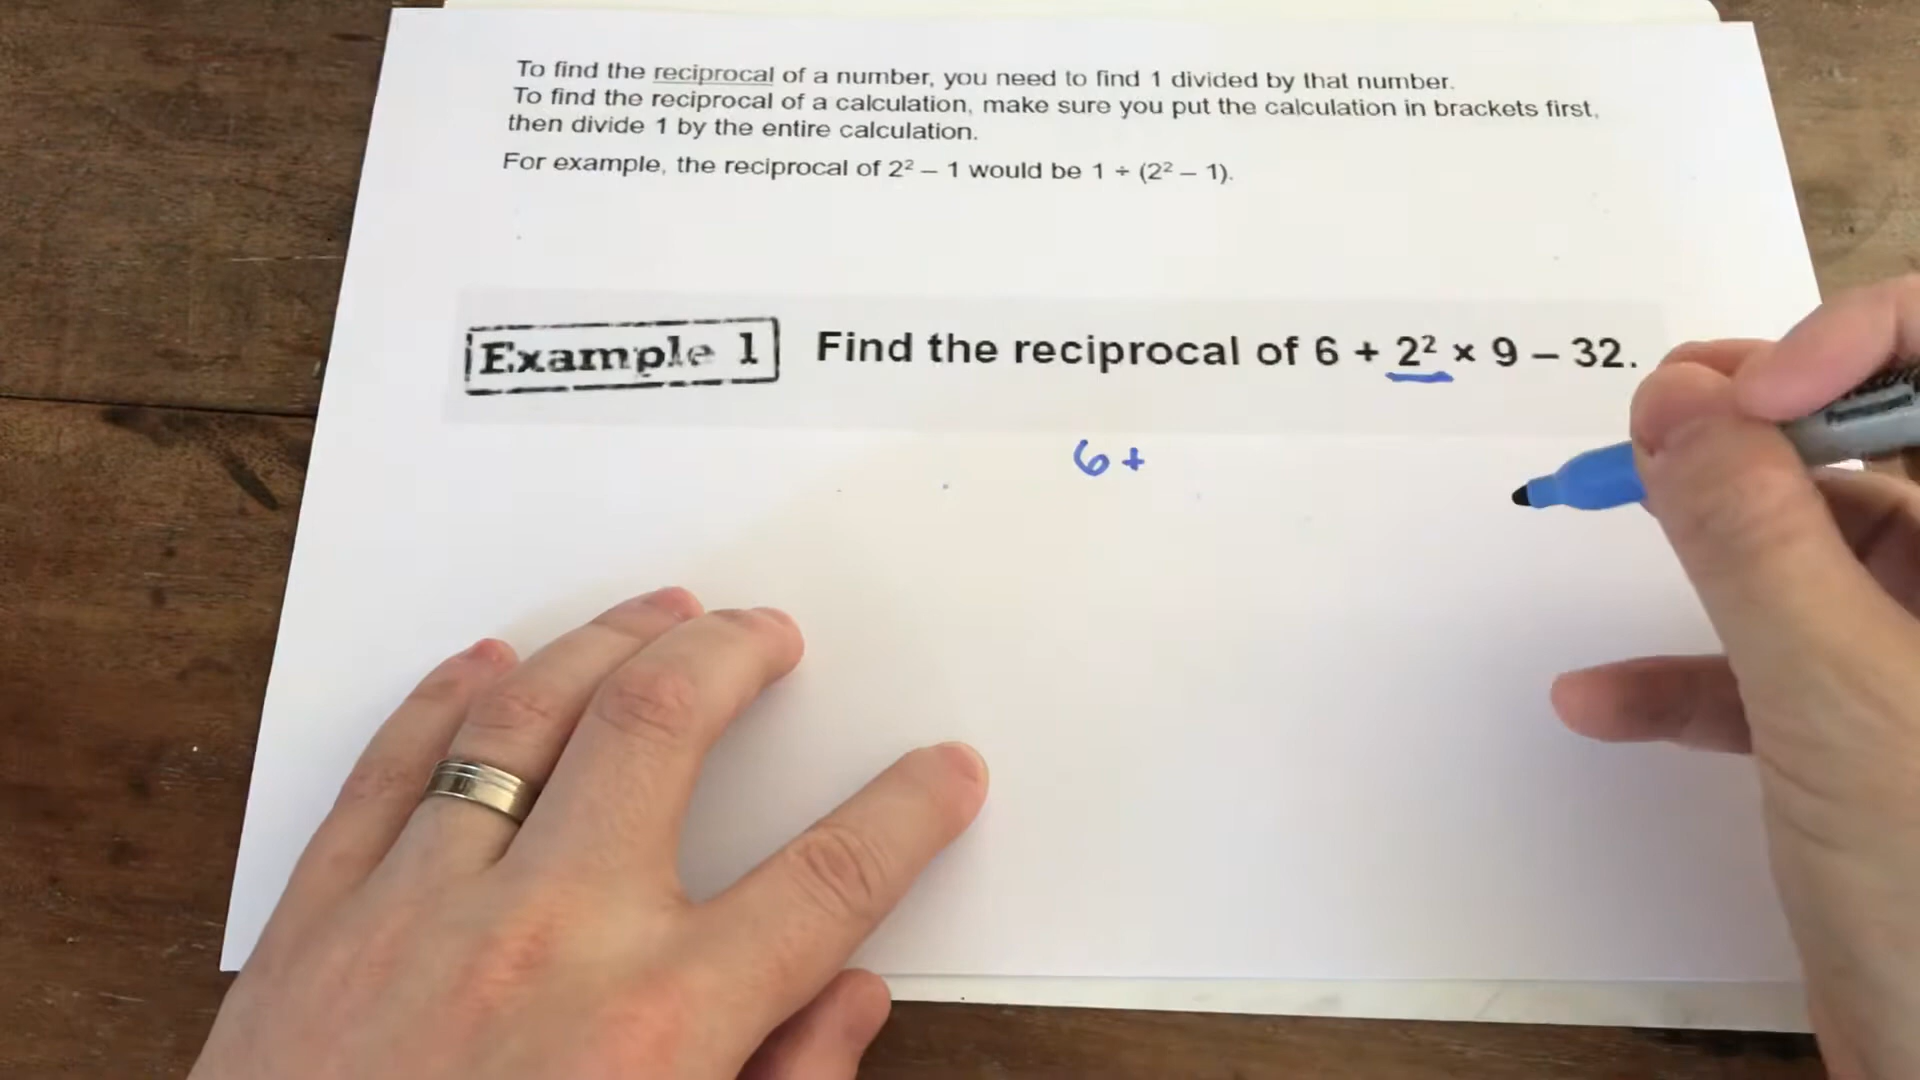 To find the reciprocal of a number, you need to find 1 divided by that number.
To find the reciprocal of a calculation, make sure you put the calculation in brackets first,
then divide 1 by the entire calculation.
For example, the reciprocal of 2² – 1 would be 1 ÷ (2² – 1).
Example 1 Find the reciprocal of 6 + 2² × 9 – 32.
6 +